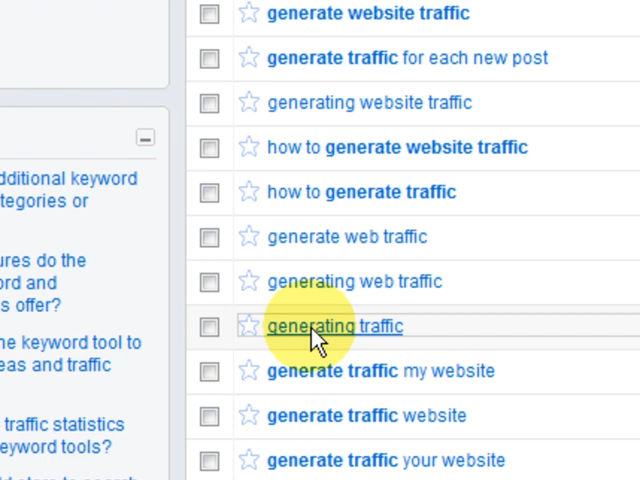 generate website traffic
generate traffic for each new post
generating website traffic
how to generate website traffic
how to generate traffic
generate web traffic
generating web traffic
generating traffic
generate traffic my website
generate traffic website
generate traffic your website
dditional keyword
tegories or
ures do the
ord and
s offer?
he keyword tool to
eas and traffic
traffic statistics
eyword tools?